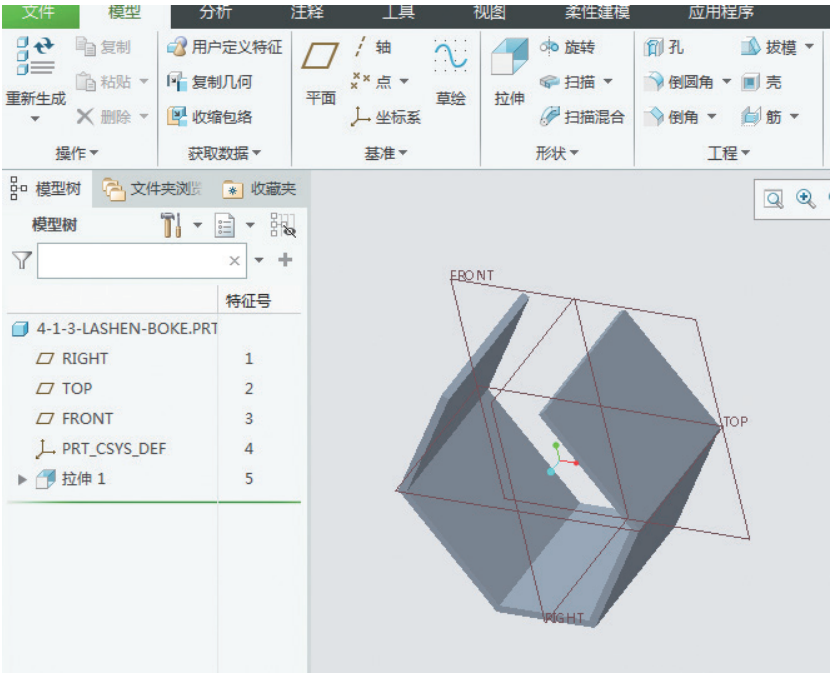 文件 模型 分析 注释 工具 视图 柔性建模 应用程序
重新生成 复制 粘贴 删除
用户定义特征 复制几何 收缩包络
平面 轴 点 坐标系 草绘
拉伸 旋转 扫描 扫描混合
孔 倒圆角 倒角 拔模 壳 筋
操作 获取数据 基准 形状 工程
模型树 文件夹浏览 收藏夹
模型树
特征号
4-1-3-LASHEN-BOKE.PRT
RIGHT 1
TOP 2
FRONT 3
PRT_CSYS_DEF 4
拉伸 1 5
FRONT
TOP
RIGHT